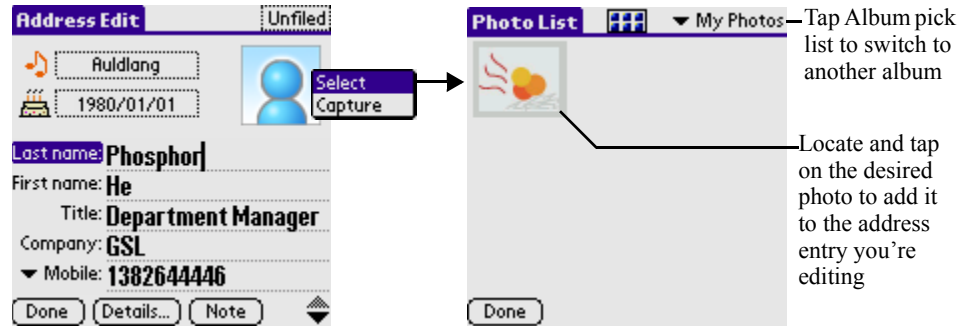 Address Edit
Unfiled
Auldlang
1980/01/01
Select
Capture
Last name: Phosphor
First name: He
Title: Department Manager
Company: GSL
Mobile: 1382644446
Done
Details...
Note
Photo List
My Photos
Done
Tap Album pick
list to switch to
another album
Locate and tap
on the desired
photo to add it
to the address
entry you’re
editing